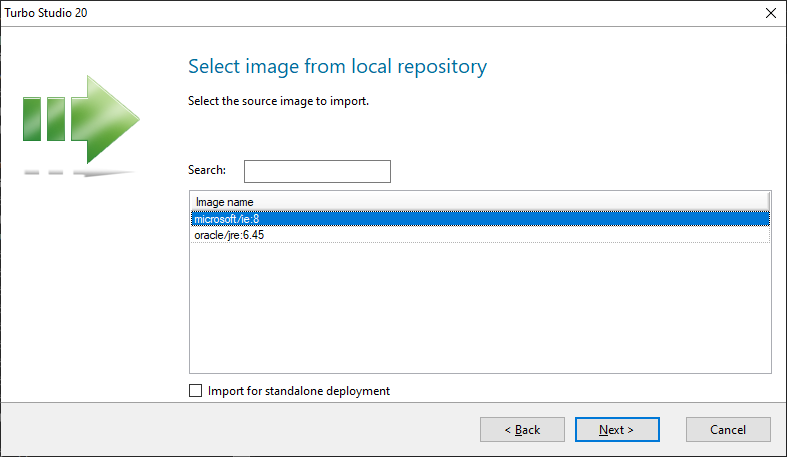 Turbo Studio 20
Select image from local repository
Select the source image to import.
Search:
Image name
microsoft/ie:8
oracle/jre:6.45
Import for standalone deployment
< Back
Next >
Cancel